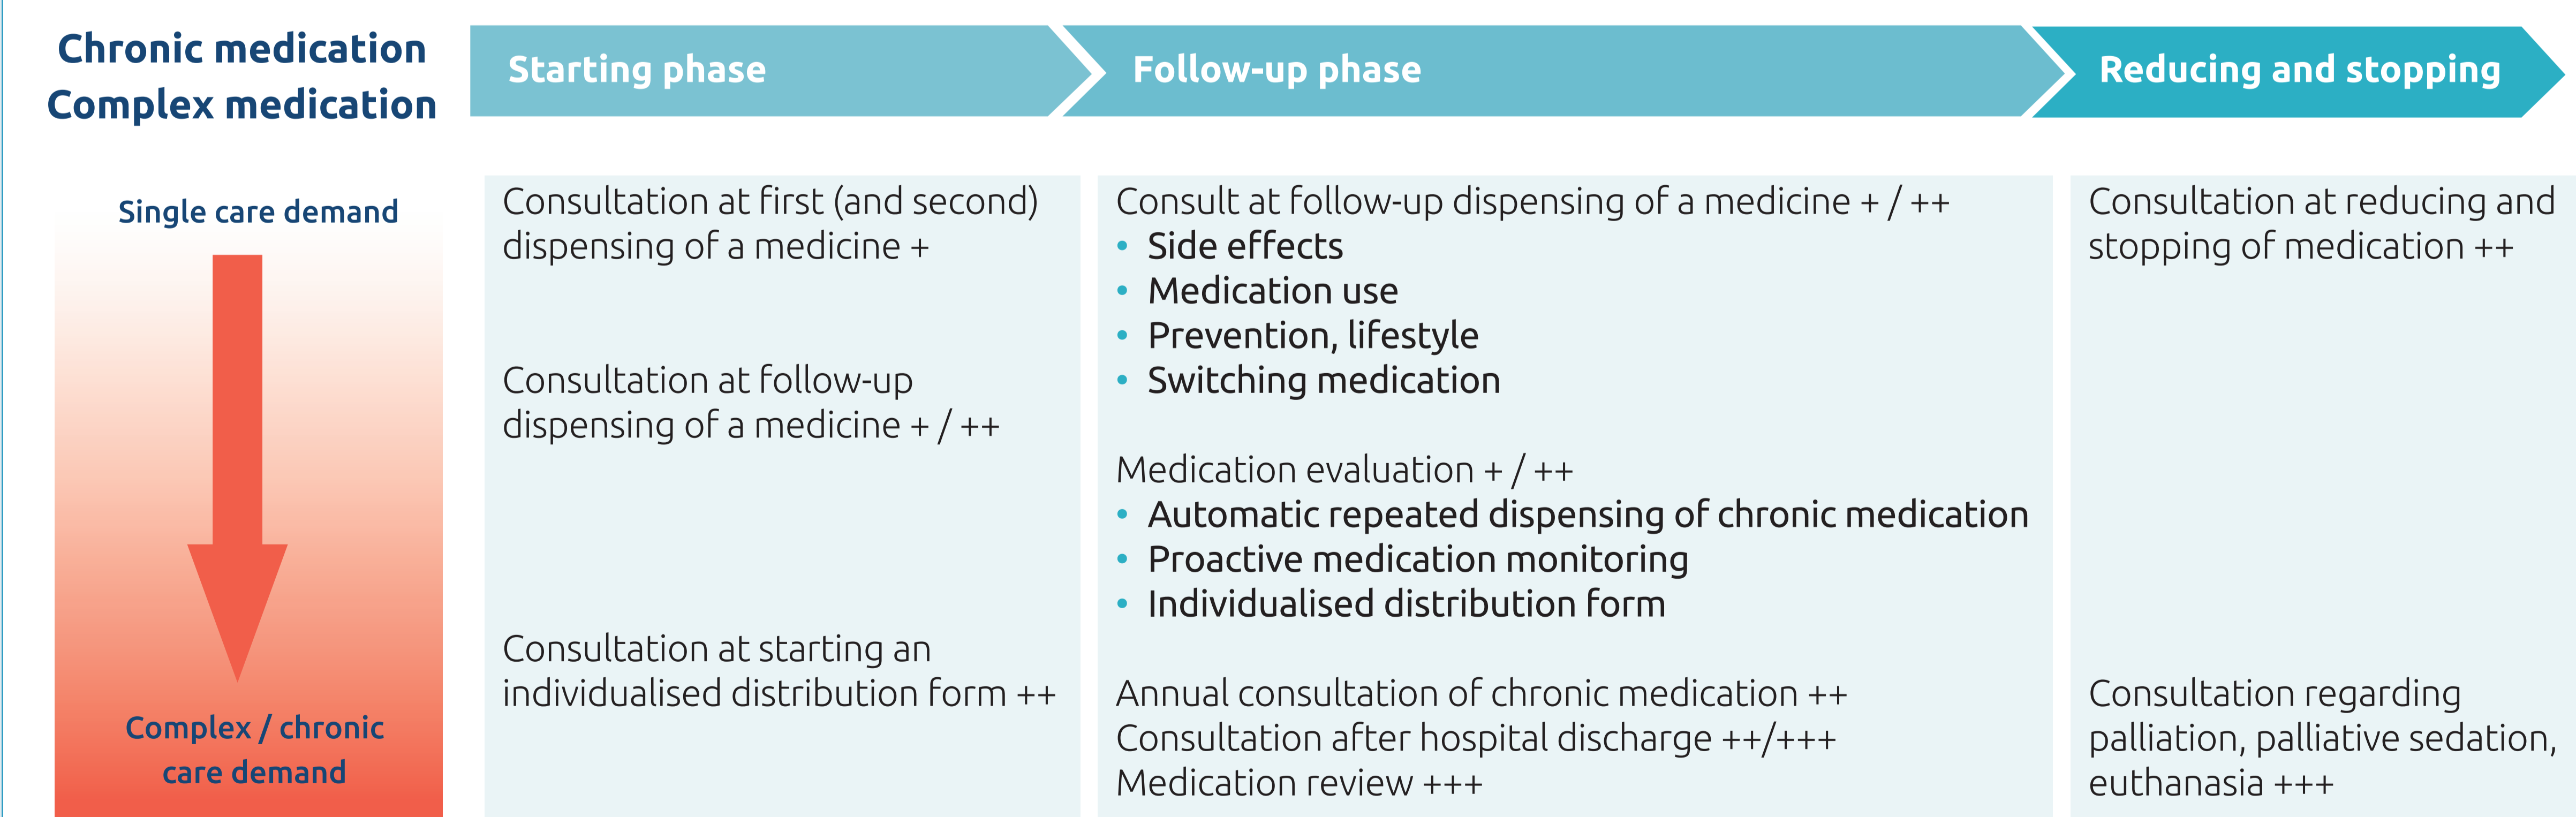 Chronic medication
Complex medication
Starting phase
Follow-up phase
Reducing and stopping
Single care demand
Complex / chronic
care demand
Consultation at first (and second)
dispensing of a medicine +
Consultation at follow-up
dispensing of a medicine + / ++
Consultation at starting an
individualised distribution form ++
Consult at follow-up dispensing of a medicine + / ++
• Side effects
• Medication use
• Prevention, lifestyle
• Switching medication
Medication evaluation + / ++
• Automatic repeated dispensing of chronic medication
• Proactive medication monitoring
• Individualised distribution form
Annual consultation of chronic medication ++
Consultation after hospital discharge ++/+++
Medication review +++
Consultation at reducing and
stopping of medication ++
Consultation regarding
palliation, palliative sedation,
euthanasia +++